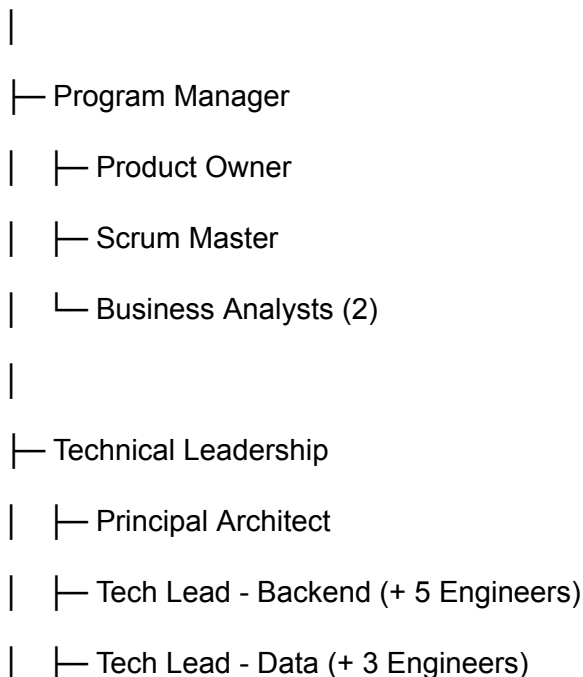 │
├─ Program Manager
│ ├─ Product Owner
│ ├─ Scrum Master
│ └─ Business Analysts (2)
│
├─ Technical Leadership
│ ├─ Principal Architect
│ ├─ Tech Lead - Backend (+ 5 Engineers)
│ ├─ Tech Lead - Data (+ 3 Engineers)